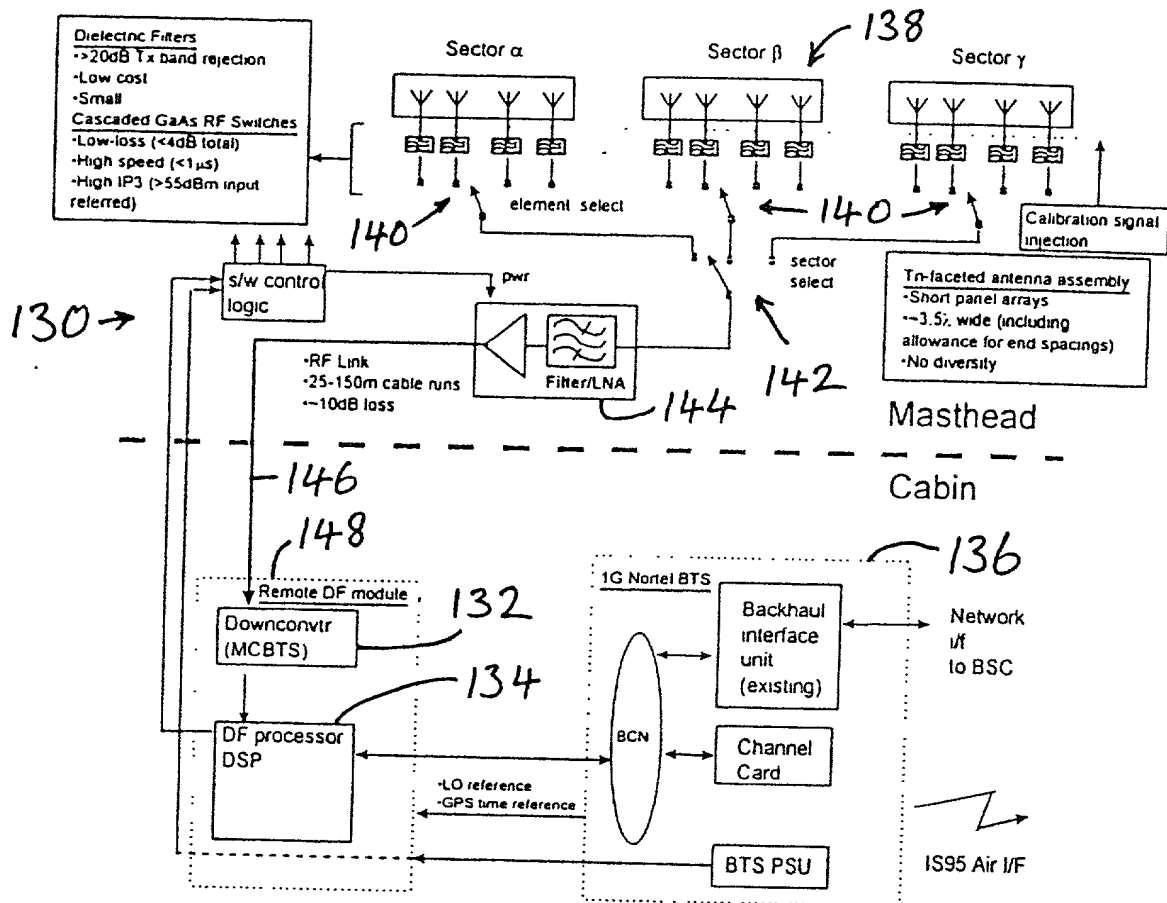 Dielectric Filters
•>20dB Tx band rejection
•Low cost
•Small
Cascaded GaAs RF Switches
•Low-loss (<4dB total)
•High speed (<1µs)
•High IP3 (>55dBm input
referred)
Sector α
Sector β
138
Sector γ
140
element select
140
sector
select
Calibration signal
injection
130
s/w control
logic
pwr
Filter/LNA
144
142
•RF Link
•25-150m cable runs
•~10dB loss
Tri-faceted antenna assembly
•Short panel arrays
•~3.5λ wide (including
allowance for end spacings)
•No diversity
Masthead
Cabin
146
148
Remote DF module
Downconvtr
(MCBTS)
132
134
DF processor
DSP
•LO reference
•GPS time reference
136
1G Nortel BTS
Backhaul
interface
unit
(existing)
BCN
Channel
Card
BTS PSU
Network
I/f
to BSC
IS95 Air I/F